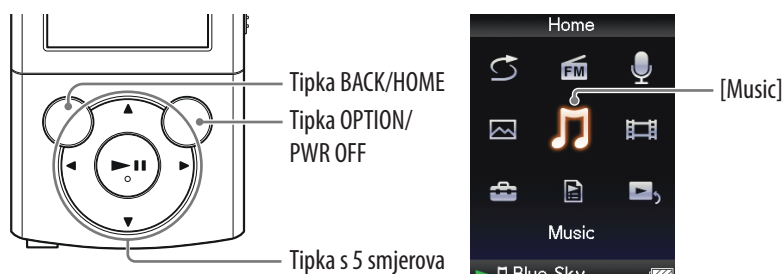 Tipka BACK/HOME
Tipka OPTION/
PWR OFF
Tipka s 5 smjerova
Home
FM
[Music]
Music
Blue Sky